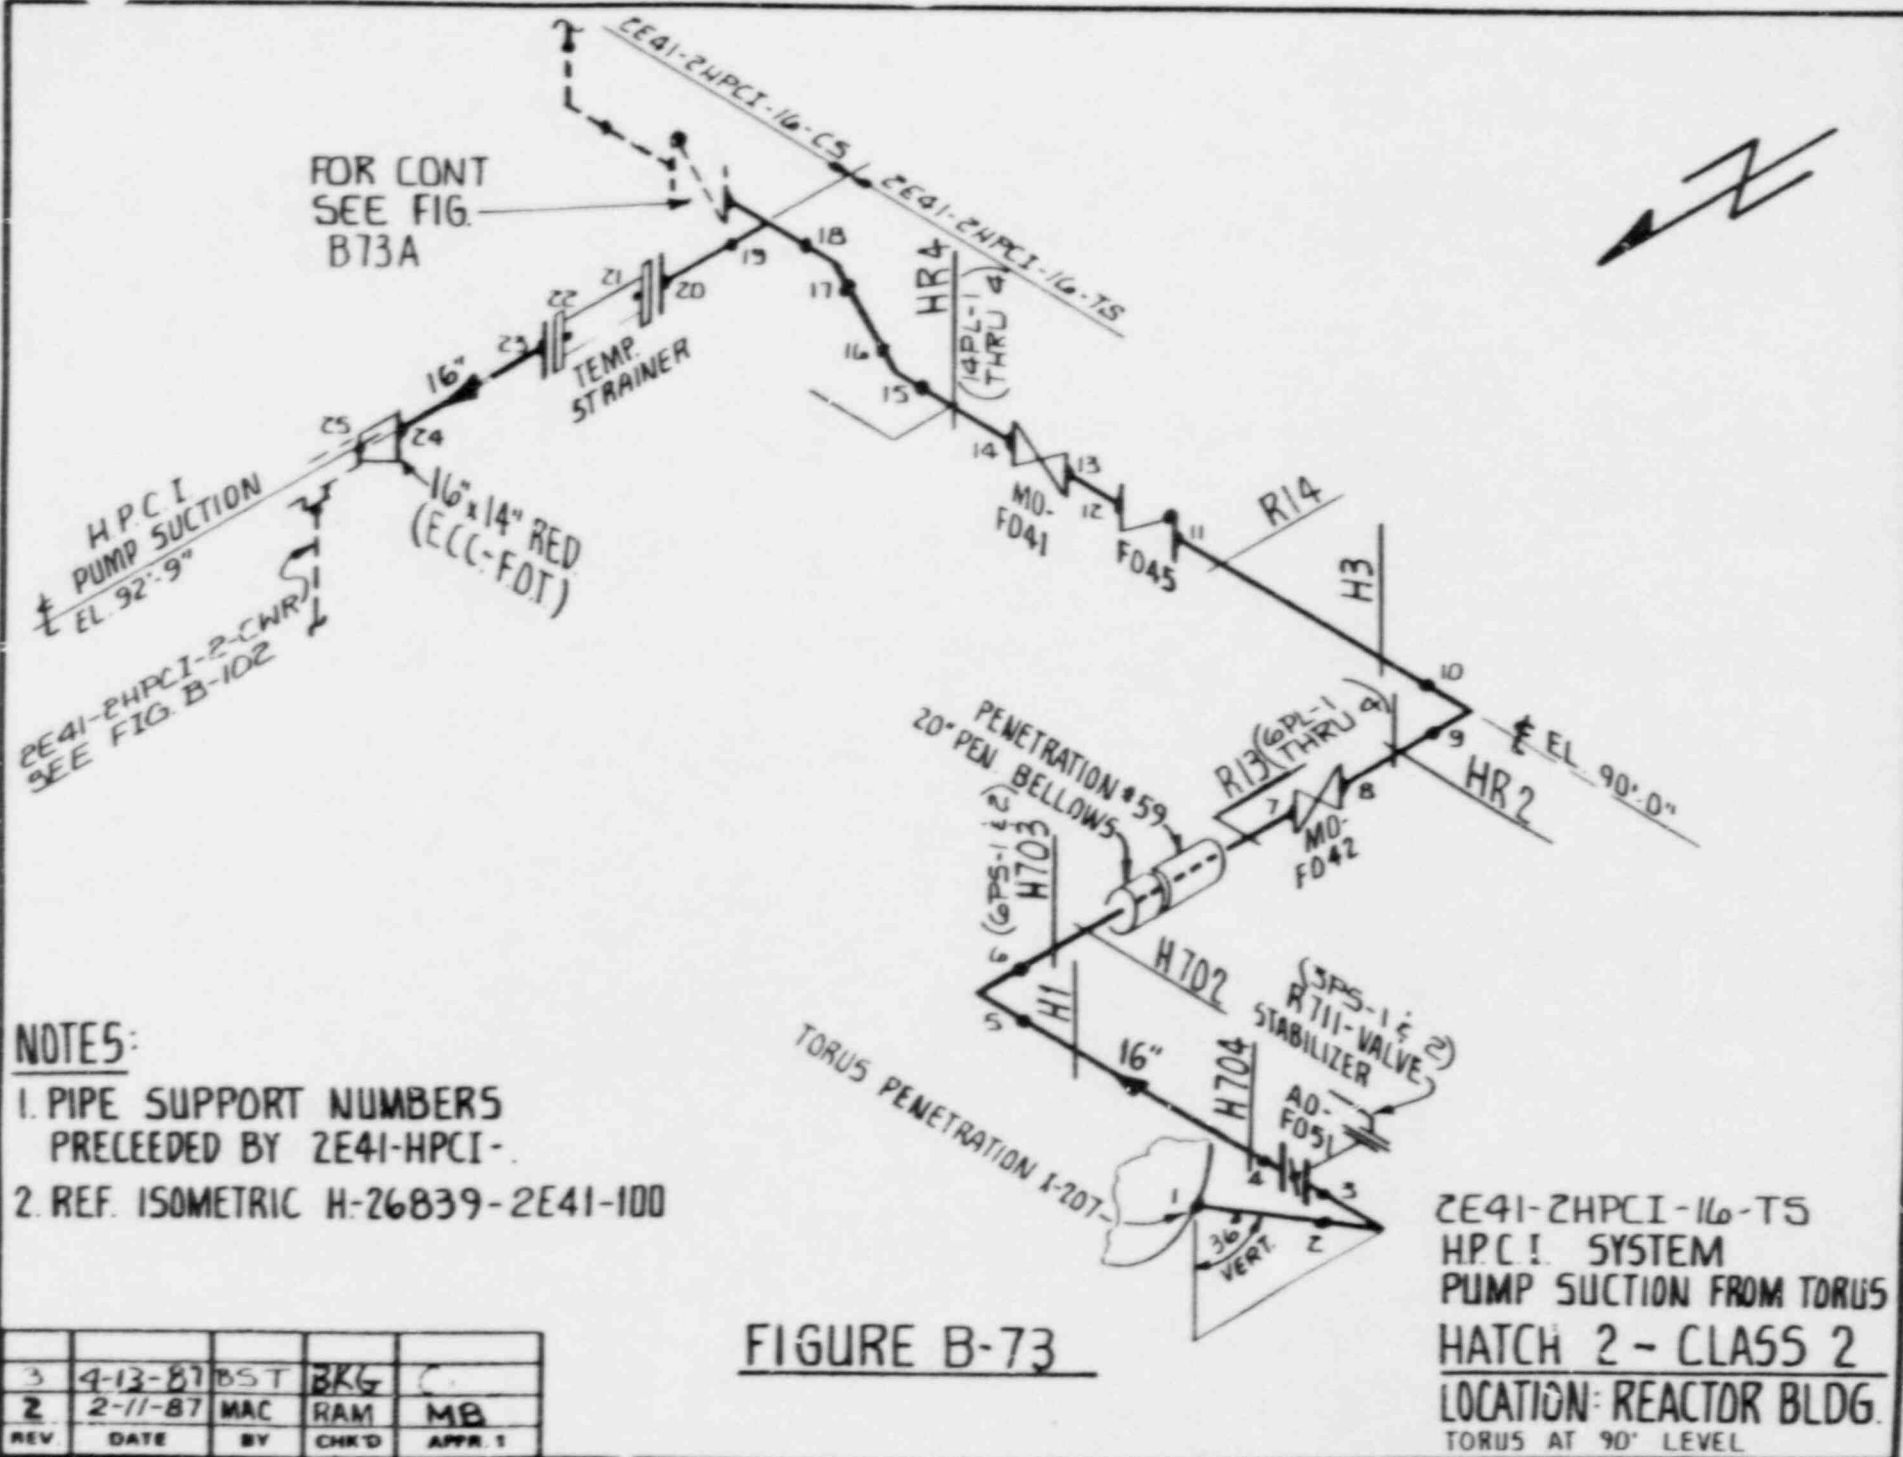 2E41-2HPCI-16-CS
2E41-2HPCI-16-TS
FOR CONT
SEE FIG.
B73A
19
18
17
16
15
20
21
22
23
TEMP.
STRAINER
16"
24
25
16" x 14" RED
(ECC-F.O.T)
H.P.C I
PUMP SUCTION
℄ EL. 92'-9"
2E41-2HPCI-2-CWR
SEE FIG. B-102
HR4
(14PL-1
THRU 4)
14
13
MO-
F041
12
11
F045
R14
H3
10
9
℄ EL. 90'-0"
HR2
R13
(6PL-1
THRU 4)
8
7
MO-
F042
PENETRATION #59
20" PEN. BELLOWS
(6PS-1 & 2)
H703
6
H702
H1
5
16"
H704
(3PS-1 & 2)
R711-VALVE
STABILIZER
AO-
F051
4
3
2
1
36°
VERT.
TORUS PENETRATION X-207
NOTES:
1. PIPE SUPPORT NUMBERS
PRECEEDED BY 2E41-HPCI-.
2. REF. ISOMETRIC H-26839-2E41-100
2E41-2HPCI-16-TS
H.P.C.I. SYSTEM
PUMP SUCTION FROM TORUS
HATCH 2 - CLASS 2
LOCATION: REACTOR BLDG.
TORUS AT 90° LEVEL
FIGURE B-73
3 4-13-87 BST BKG
2 2-11-87 MAC RAM MB
REV. DATE BY CHK'D APPR. 1